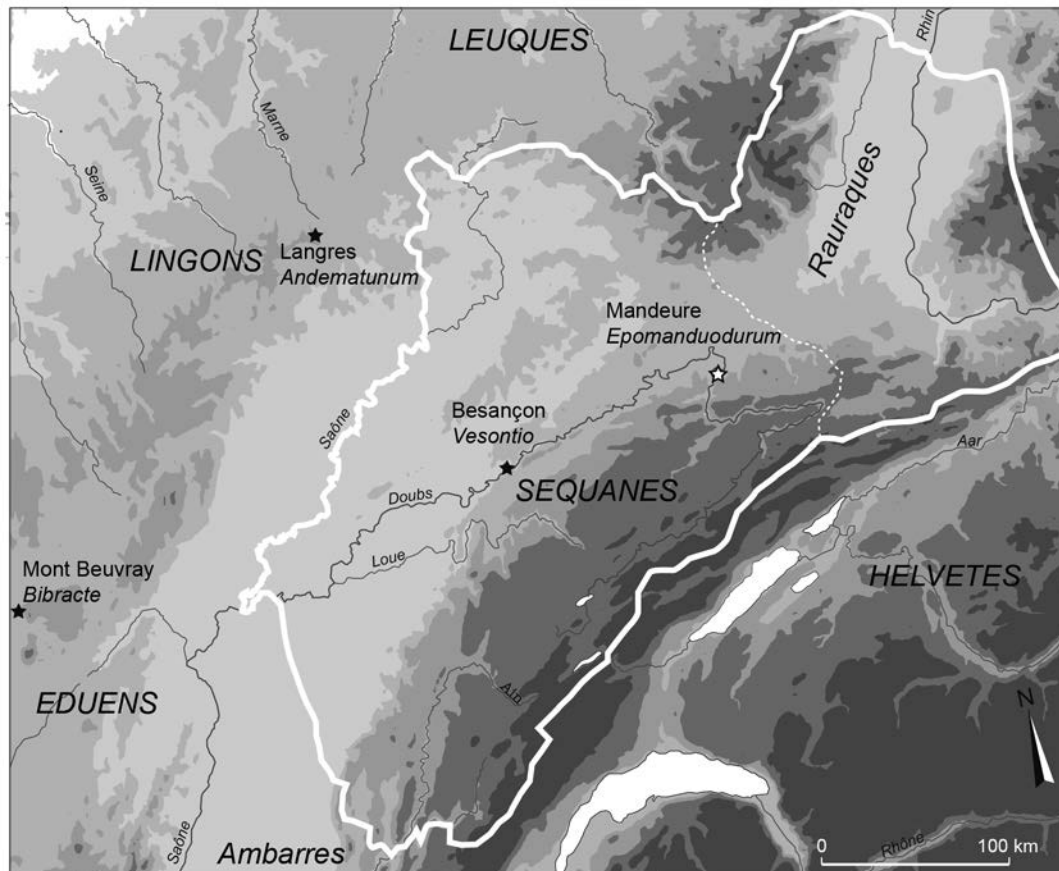 LEUQUES
Rhin
Marne
Seine
Rauraques
Langres
Andematunum
LINGONS
Mandeure
Epomanduodurum
Saône
Besançon
Vesontio
Aar
SEQUANES
Doubs
Loue
Mont Beuvray
Bibracte
HELVETES
EDUENS
Ain
N
Saône
Ambarres
0 100 km
Rhône